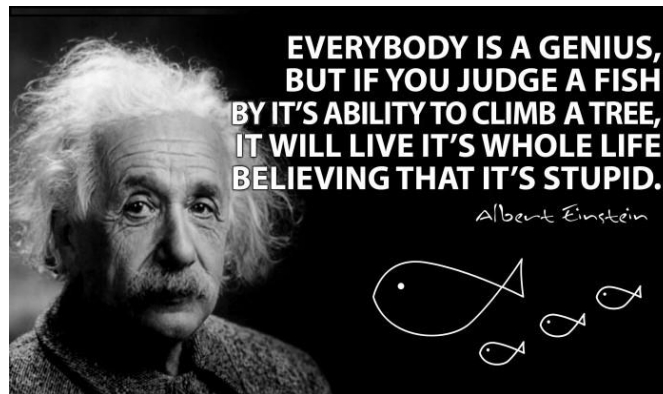 EVERYBODY IS A GENIUS,
BUT IF YOU JUDGE A FISH
BY IT'S ABILITY TO CLIMB A TREE,
IT WILL LIVE IT'S WHOLE LIFE
BELIEVING THAT IT'S STUPID.
Albert Einstein